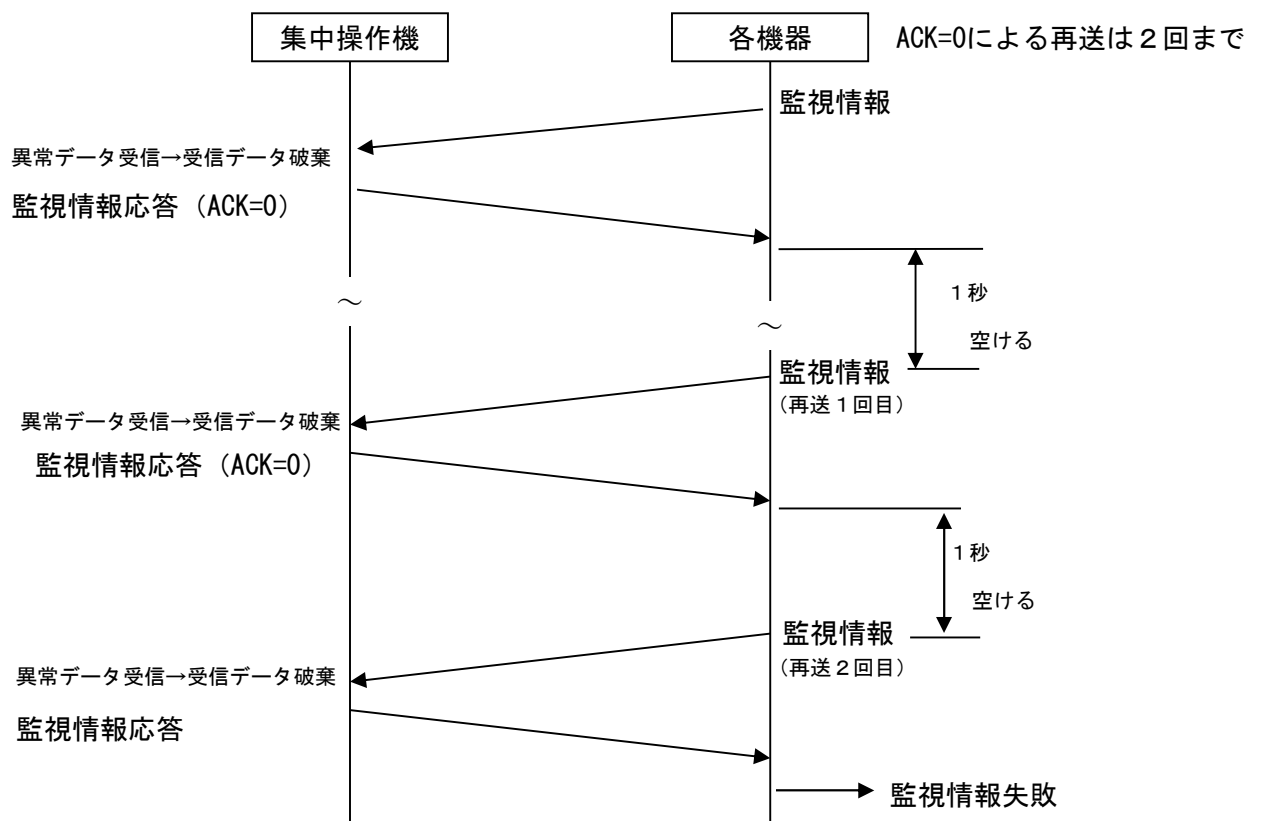 集中操作機
各機器
ACK=0による再送は２回まで
監視情報
異常データ受信→受信データ破棄
監視情報応答（ACK=0）
１秒
～
～
空ける
監視情報
（再送１回目）
異常データ受信→受信データ破棄
監視情報応答（ACK=0）
１秒
空ける
監視情報
（再送２回目）
異常データ受信→受信データ破棄
監視情報応答
監視情報失敗